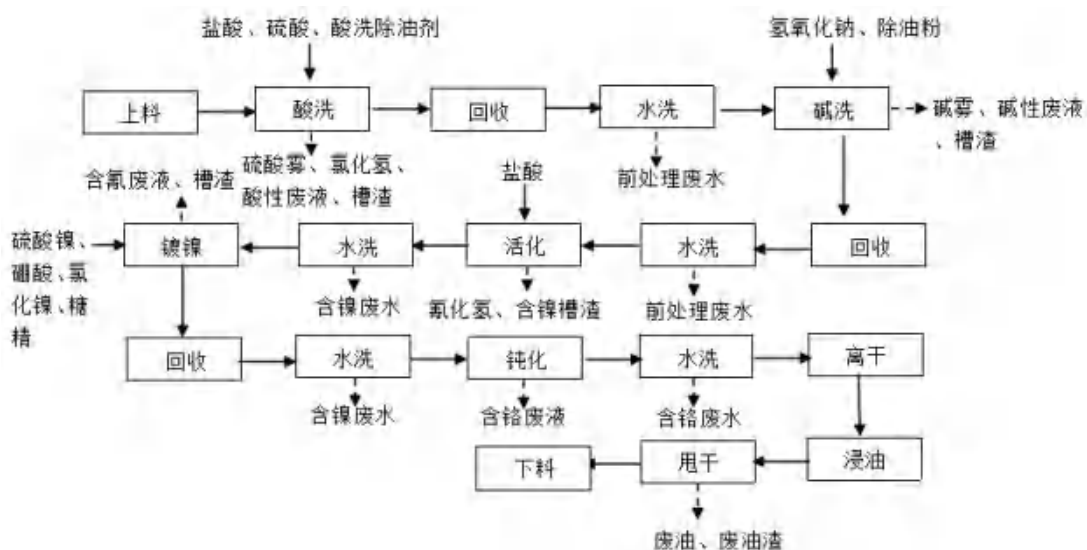 盐酸、硫酸、酸洗除油剂
氢氧化钠、除油粉
上料
酸洗
回收
水洗
碱洗
碱雾、碱性废液
、槽渣
硫酸雾、氯化氢、
酸性废液、槽渣
前处理废水
含氰废液、槽渣
盐酸
硫酸镍、
硼酸、氯
化镍、糖
精
镀镍
水洗
活化
水洗
回收
含镍废水
氰化氢、含镍槽渣
前处理废水
回收
水洗
钝化
水洗
离干
含镍废水
含铬废液
含铬废水
下料
甩干
浸油
废油、废油渣